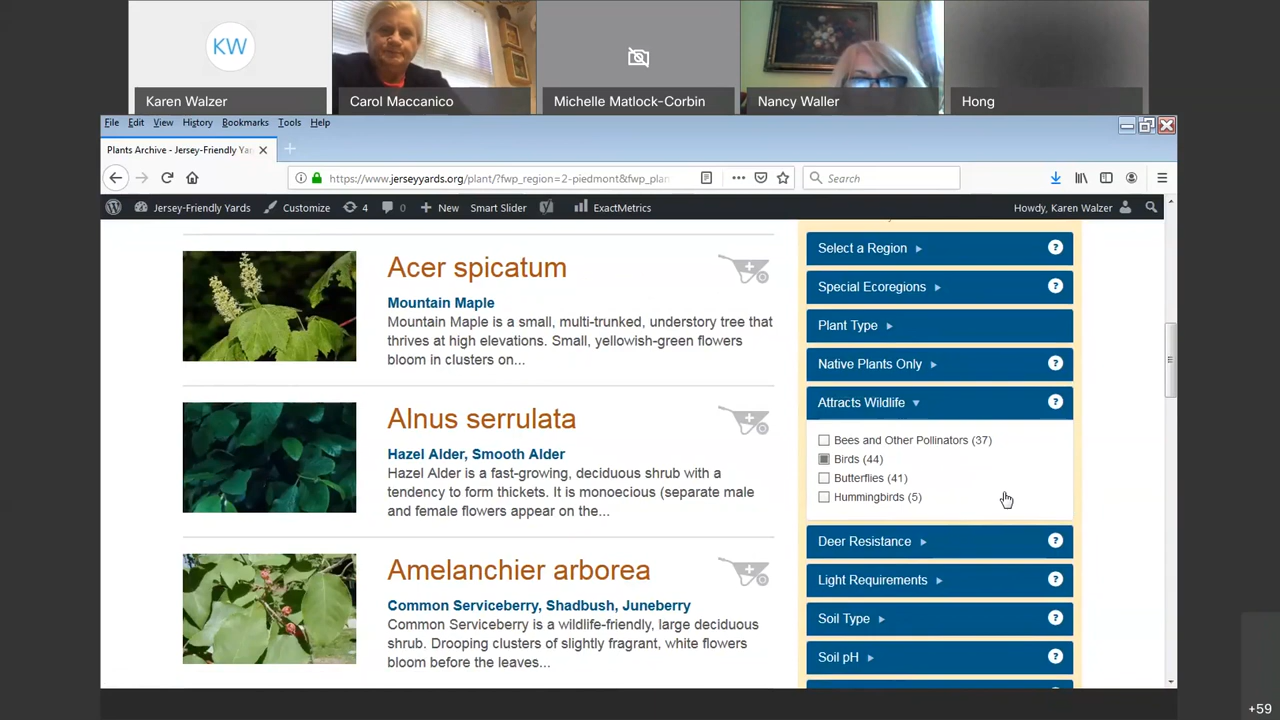 KW
Karen Walzer
Carol Maccanico
Michelle Matlock-Corbin
Nancy Waller
Hong
File Edit View History Bookmarks Tools Help
Plants Archive - Jersey-Friendly Ya
https://www.jerseyyards.org/plant/?fwp_region=2-piedmont&fwp_plan
Search
Jersey-Friendly Yards Customize 4 0 New Smart Slider ExactMetrics Howdy, Karen Walzer
Acer spicatum
Mountain Maple
Mountain Maple is a small, multi-trunked, understory tree that
thrives at high elevations. Small, yellowish-green flowers
bloom in clusters on...
Alnus serrulata
Hazel Alder, Smooth Alder
Hazel Alder is a fast-growing, deciduous shrub with a
tendency to form thickets. It is monoecious (separate male
and female flowers appear on the...
Amelanchier arborea
Common Serviceberry, Shadbush, Juneberry
Common Serviceberry is a wildlife-friendly, large deciduous
shrub. Drooping clusters of slightly fragrant, white flowers
bloom before the leaves...
Select a Region ?
Special Ecoregions ?
Plant Type
Native Plants Only ?
Attracts Wildlife ?
Bees and Other Pollinators (37)
Birds (44)
Butterflies (41)
Hummingbirds (5)
Deer Resistance ?
Light Requirements ?
Soil Type ?
Soil pH ?
+59